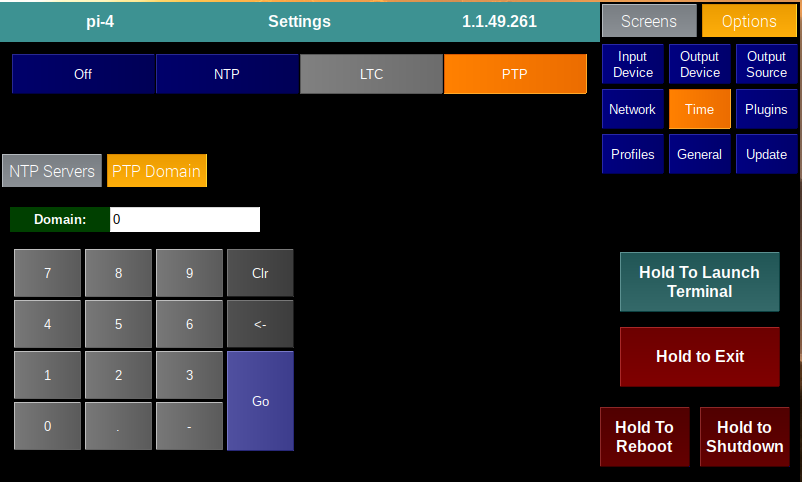 pi-4 Settings 1.1.49.261
Screens Options
Off NTP LTC PTP
Input Device
Output Device
Output Source
Network Time Plugins
Profiles General Update
NTP Servers PTP Domain
Domain: 0
7 8 9 Clr
4 5 6 <-
1 2 3
Go
0 . -
Hold To Launch
Terminal
Hold to Exit
Hold To
Reboot
Hold to
Shutdown